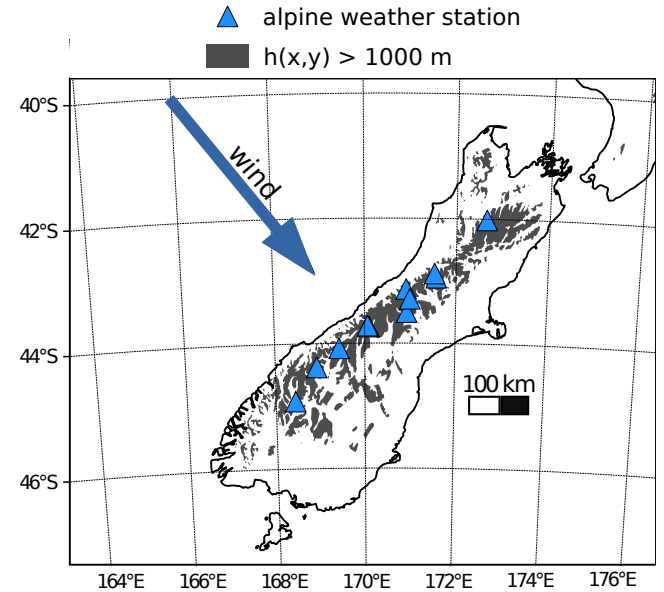 alpine weather station
h(x,y) > 1000 m
40°S
wind
42°S
44°S
100 km
46°S
164°E 166°E 168°E 170°E 172°E 174°E 176°E